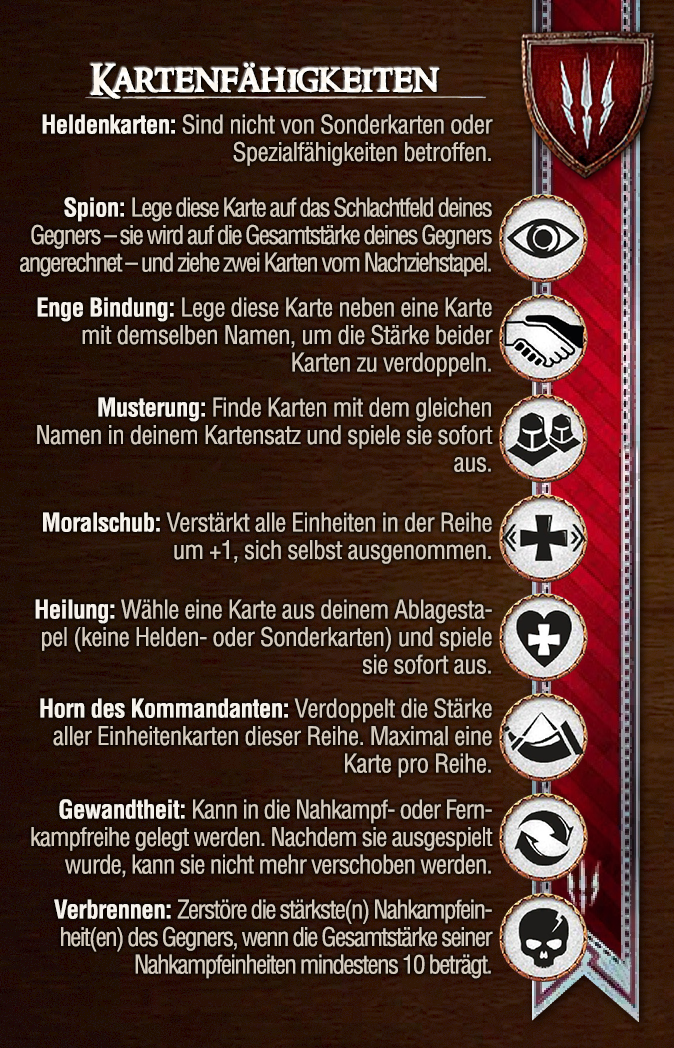 KARTENFÄHIGKEITEN
Heldenkarten: Sind nicht von Sonderkarten oder
Spezialfähigkeiten betroffen.
Spion: Lege diese Karte auf das Schlachtfeld deines
Gegners – sie wird auf die Gesamtstärke deines Gegners
angerechnet – und ziehe zwei Karten vom Nachziehstapel.
Enge Bindung: Lege diese Karte neben eine Karte
mit demselben Namen, um die Stärke beider
Karten zu verdoppeln.
Musterung: Finde Karten mit dem gleichen
Namen in deinem Kartensatz und spiele sie sofort
aus.
Moralschub: Verstärkt alle Einheiten in der Reihe
um +1, sich selbst ausgenommen.
Heilung: Wähle eine Karte aus deinem Ablagesta-
pel (keine Helden- oder Sonderkarten) und spiele
sie sofort aus.
Horn des Kommandanten: Verdoppelt die Stärke
aller Einheitenkarten dieser Reihe. Maximal eine
Karte pro Reihe.
Gewandtheit: Kann in die Nahkampf- oder Fern-
kampfreihe gelegt werden. Nachdem sie ausgespielt
wurde, kann sie nicht mehr verschoben werden.
Verbrennen: Zerstöre die stärkste(n) Nahkampfein-
heit(en) des Gegners, wenn die Gesamtstärke seiner
Nahkampfeinheiten mindestens 10 beträgt.